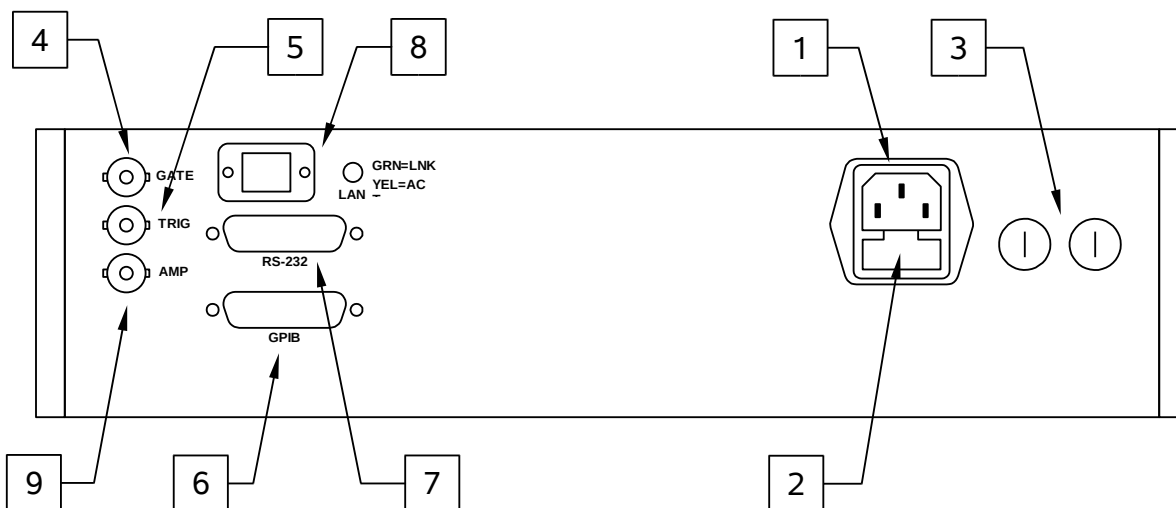 4
5
8
1
3
GATE
GRN=LNK
YEL=AC
T
LAN
TRIG
RS-232
AMP
GPIB
9
6
7
2